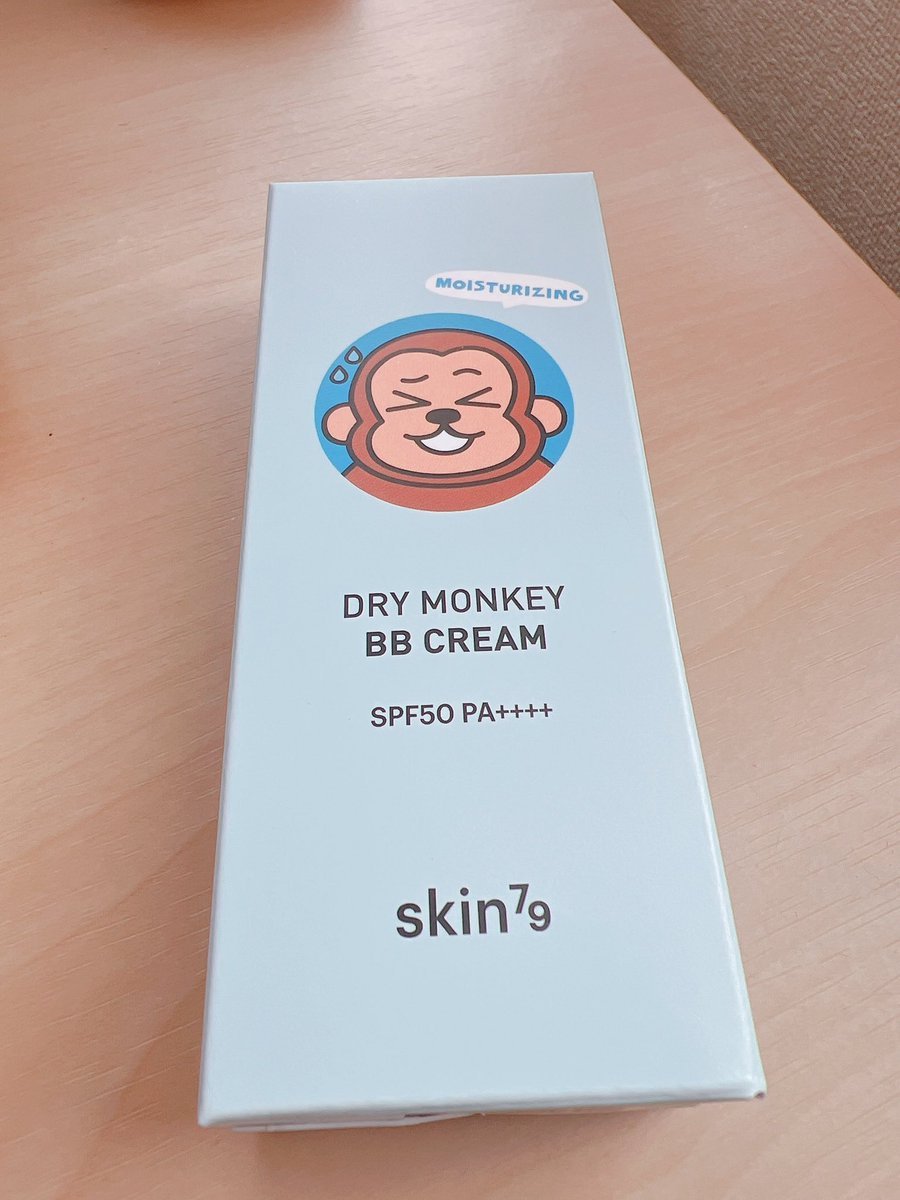 MOISTURIZING
DRY MONKEY
BB CREAM
SPF50 PA++++
skin79